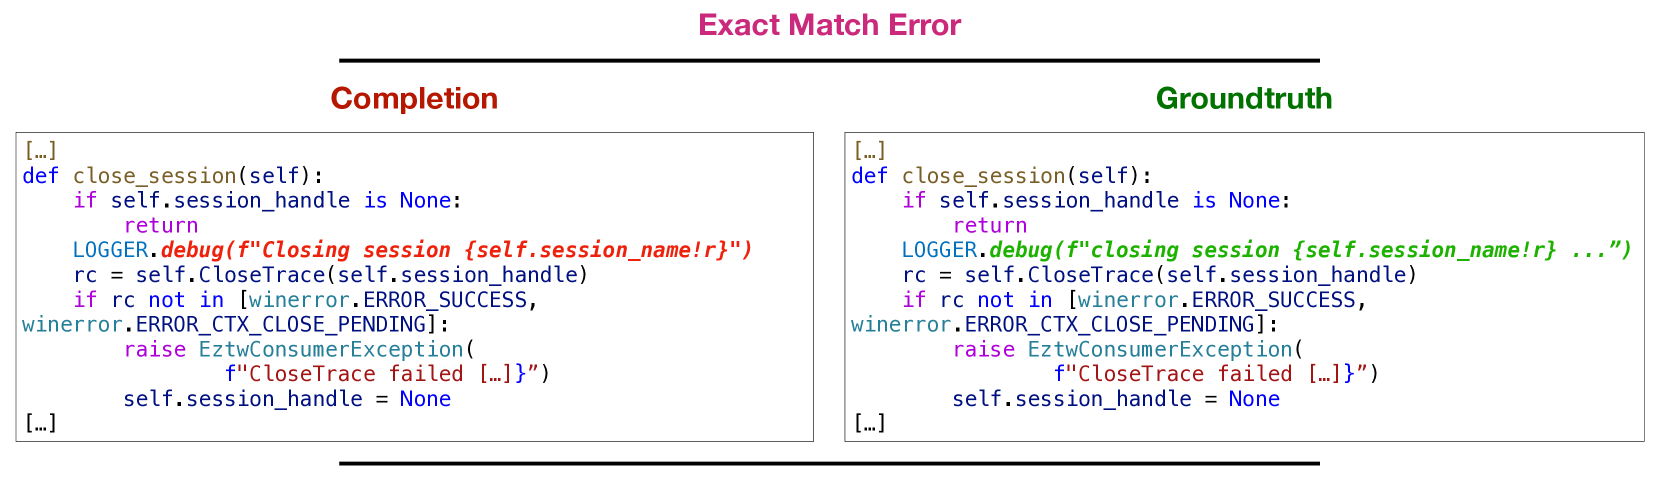 Exact Match Error
Completion
[…]
def close_session(self):
    if self.session_handle is None:
        return
    LOGGER.debug(f"Closing session {self.session_name!r}")
    rc = self.CloseTrace(self.session_handle)
    if rc not in [winerror.ERROR_SUCCESS,
winerror.ERROR_CTX_CLOSE_PENDING]:
        raise EztwConsumerException(
                f"CloseTrace failed […]}”)
        self.session_handle = None
[…]
Groundtruth
[…]
def close_session(self):
    if self.session_handle is None:
        return
    LOGGER.debug(f"closing session {self.session_name!r} ...”)
    rc = self.CloseTrace(self.session_handle)
    if rc not in [winerror.ERROR_SUCCESS,
winerror.ERROR_CTX_CLOSE_PENDING]:
        raise EztwConsumerException(
                f"CloseTrace failed […]}”)
        self.session_handle = None
[…]